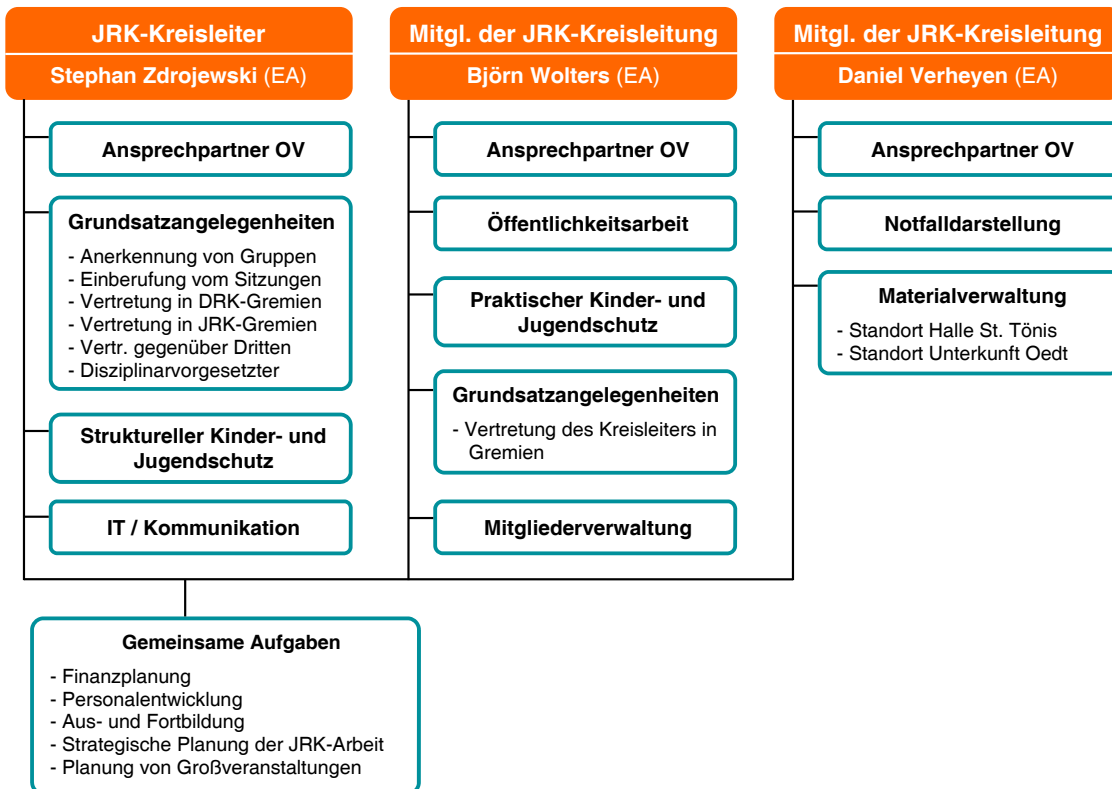 JRK-Kreisleiter
Stephan Zdrojewski (EA)
Ansprechpartner OV
Grundsatzangelegenheiten
- Anerkennung von Gruppen
- Einberufung vom Sitzungen
- Vertretung in DRK-Gremien
- Vertretung in JRK-Gremien
- Vertr. gegenüber Dritten
- Disziplinarvorgesetzter
Struktureller Kinder- und
Jugendschutz
IT / Kommunikation
Mitgl. der JRK-Kreisleitung
Björn Wolters (EA)
Ansprechpartner OV
Öffentlichkeitsarbeit
Praktischer Kinder- und
Jugendschutz
Grundsatzangelegenheiten
- Vertretung des Kreisleiters in
Gremien
Mitgliederverwaltung
Mitgl. der JRK-Kreisleitung
Daniel Verheyen (EA)
Ansprechpartner OV
Notfalldarstellung
Materialverwaltung
- Standort Halle St. Tönis
- Standort Unterkunft Oedt
Gemeinsame Aufgaben
- Finanzplanung
- Personalentwicklung
- Aus- und Fortbildung
- Strategische Planung der JRK-Arbeit
- Planung von Großveranstaltungen